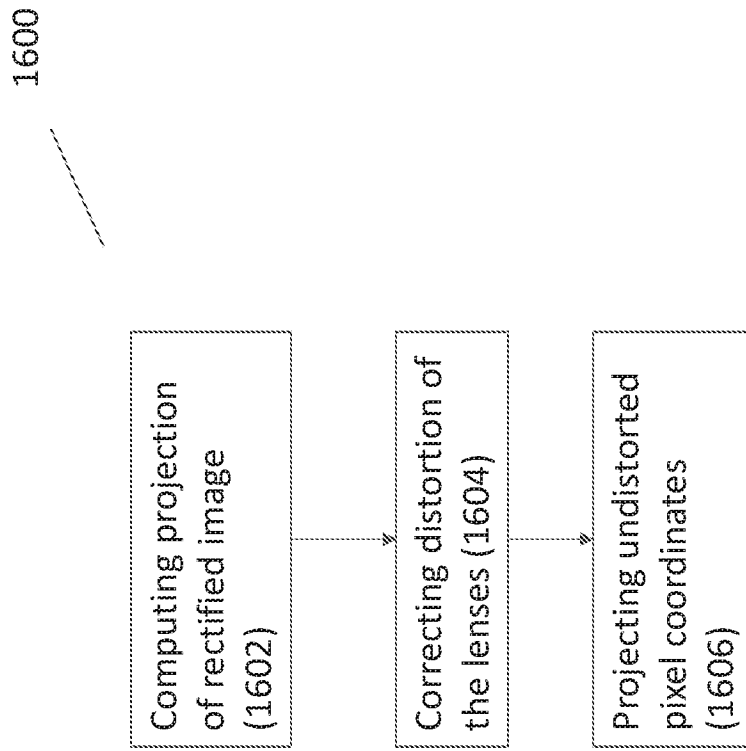 1600
Computing projection
of rectified image
(1602)
Correcting distortion of
the lenses (1604)
Projecting undistorted
pixel coordinates
(1606)